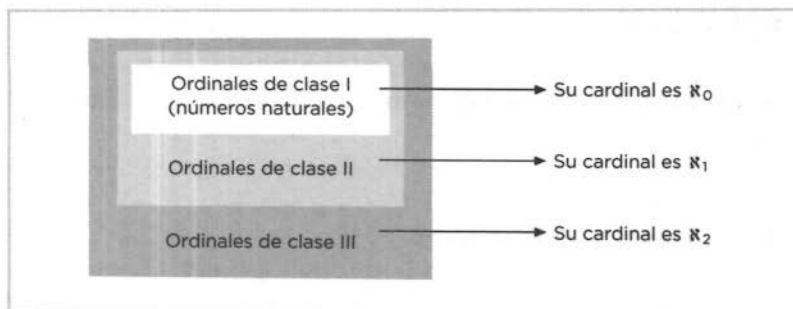 Ordinales de clase I
(números naturales)
Su cardinal es ℵ₀
Ordinales de clase II
Su cardinal es ℵ₁
Ordinales de clase III
Su cardinal es ℵ₂